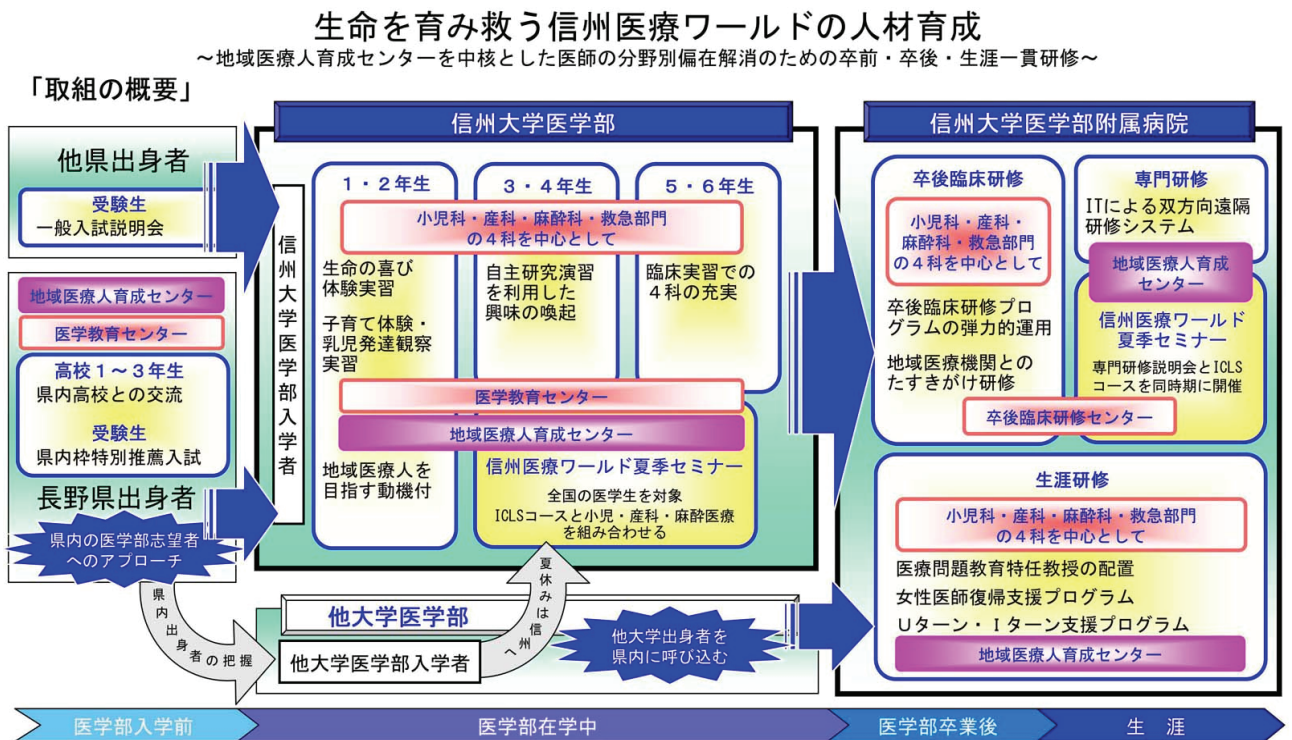 生命を育み救う信州医療ワールドの人材育成
～地域医療人育成センターを中核とした医師の分野別偏在解消のための卒前・卒後・生涯一貫研修～
「取組の概要」
他県出身者
受験生
一般入試説明会
地域医療人育成センター
医学教育センター
高校１～３年生
県内高校との交流
受験生
県内枠特別推薦入試
長野県出身者
県内の医学部志望者
へのアプローチ
県内出身者の把握
信州大学医学部
信州大学医学部入学者
１・２年生
３・４年生
５・６年生
小児科・産科・麻酔科・救急部門
の４科を中心として
生命の喜び
体験実習
子育て体験・
乳児発達観察
実習
自主研究演習
を利用した
興味の喚起
臨床実習での
４科の充実
医学教育センター
地域医療人育成センター
地域医療人を
目指す動機付
信州医療ワールド夏季セミナー
全国の医学生を対象
ICLSコースと小児・産科・麻酔医療
を組み合わせる
夏休みは信州へ
他大学医学部
他大学医学部入学者
他大学出身者を
県内に呼び込む
信州大学医学部附属病院
卒後臨床研修
小児科・産科・
麻酔科・救急部門
の４科を中心として
卒後臨床研修プロ
グラムの弾力的運用
地域医療機関との
たすきがけ研修
専門研修
ITによる双方向遠隔
研修システム
地域医療人育成
センター
信州医療ワールド
夏季セミナー
専門研修説明会とICLS
コースを同時期に開催
卒後臨床研修センター
生涯研修
小児科・産科・麻酔科・救急部門
の４科を中心として
医療問題教育特任教授の配置
女性医師復帰支援プログラム
Ｕターン・Ｉターン支援プログラム
地域医療人育成センター
医学部入学前
医学部在学中
医学部卒業後
生　涯